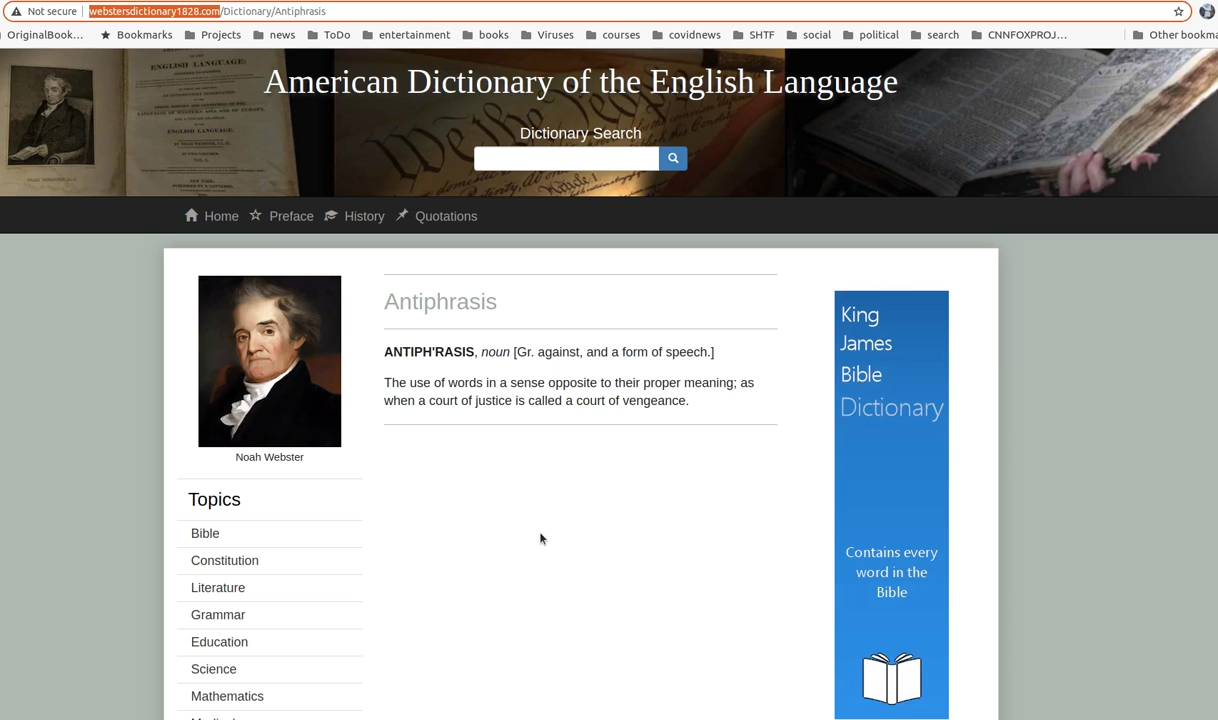 Not secure | webstersdictionary1828.com/Dictionary/Antiphrasis
OriginalBook… Bookmarks Projects news ToDo entertainment books Viruses courses covidnews SHTF social political search CNNFOXPROJ… Other bookma
American Dictionary of the English Language
Dictionary Search
Home Preface History Quotations
Noah Webster
Topics
Bible
Constitution
Literature
Grammar
Education
Science
Mathematics
Antiphrasis
ANTIPH'RASIS, noun [Gr. against, and a form of speech.]
The use of words in a sense opposite to their proper meaning; as
when a court of justice is called a court of vengeance.
King
James
Bible
Dictionary
Contains every
word in the
Bible